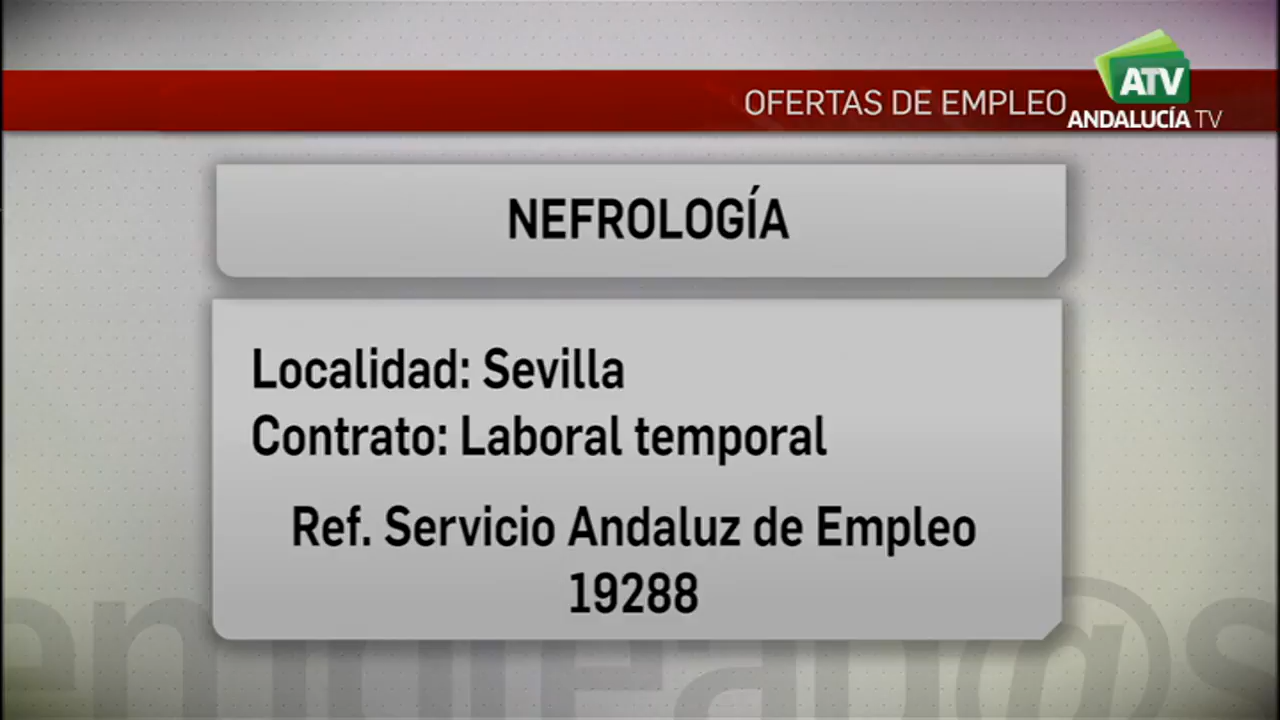 ATV
OFERTAS DE EMPLEO
ANDALUCÍA TV
NEFROLOGÍA
Localidad: Sevilla
Contrato: Laboral temporal
Ref. Servicio Andaluz de Empleo
19288